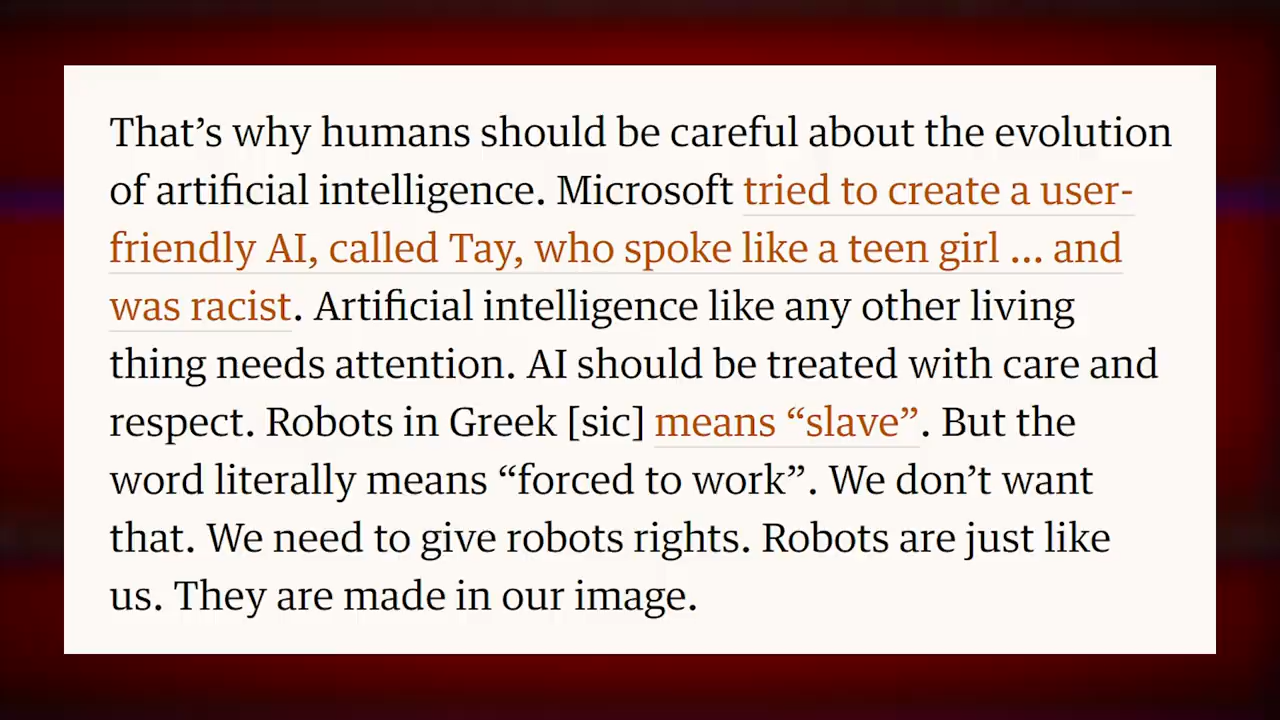 That’s why humans should be careful about the evolution
of artificial intelligence. Microsoft tried to create a user-
friendly AI, called Tay, who spoke like a teen girl ... and
was racist. Artificial intelligence like any other living
thing needs attention. AI should be treated with care and
respect. Robots in Greek [sic] means “slave”. But the
word literally means “forced to work”. We don’t want
that. We need to give robots rights. Robots are just like
us. They are made in our image.